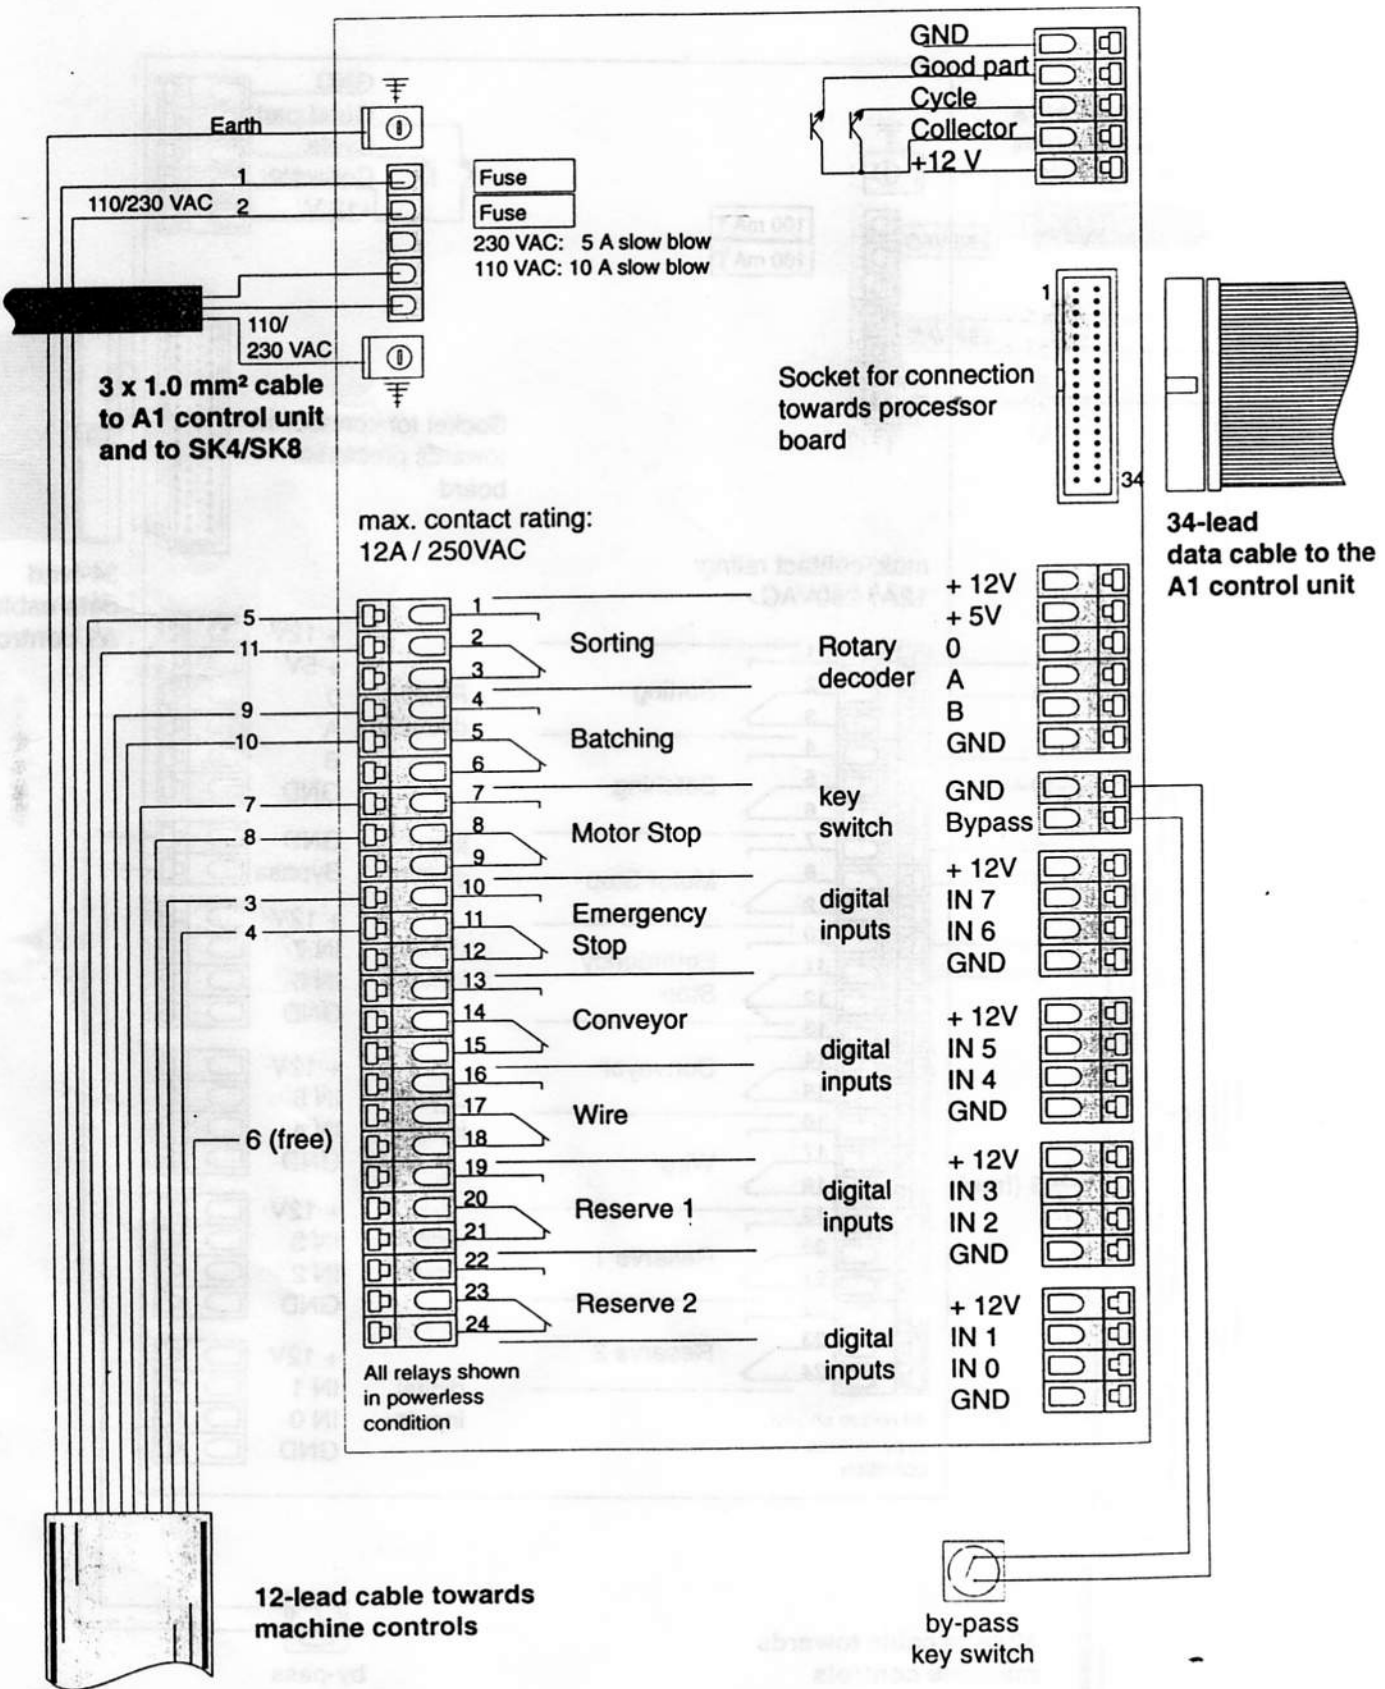 GND
Good part
Cycle
Collector
+12 V
Earth
1
110/230 VAC 2
Fuse
Fuse
230 VAC: 5 A slow blow
110 VAC: 10 A slow blow
110/
230 VAC
3 x 1.0 mm² cable
to A1 control unit
and to SK4/SK8
1
Socket for connection
towards processor
board
34
34-lead
data cable to the
A1 control unit
max. contact rating:
12A / 250VAC
5
11
9
10
7
8
3
4
6 (free)
1
2
3
4
5
6
7
8
9
10
11
12
13
14
15
16
17
18
19
20
21
22
23
24
Sorting
Batching
Motor Stop
Emergency
Stop
Conveyor
Wire
Reserve 1
Reserve 2
All relays shown
in powerless
condition
Rotary
decoder
+ 12V
+ 5V
0
A
B
GND
key
switch
GND
Bypass
digital
inputs
+ 12V
IN 7
IN 6
GND
digital
inputs
+ 12V
IN 5
IN 4
GND
digital
inputs
+ 12V
IN 3
IN 2
GND
digital
inputs
+ 12V
IN 1
IN 0
GND
12-lead cable towards
machine controls
by-pass
key switch